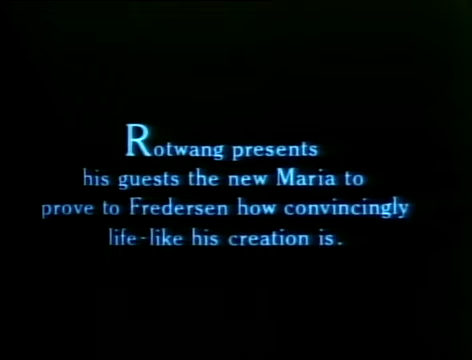 Rotwang presents
his guests the new Maria to
prove to Fredersen how convincingly
life-like his creation is.